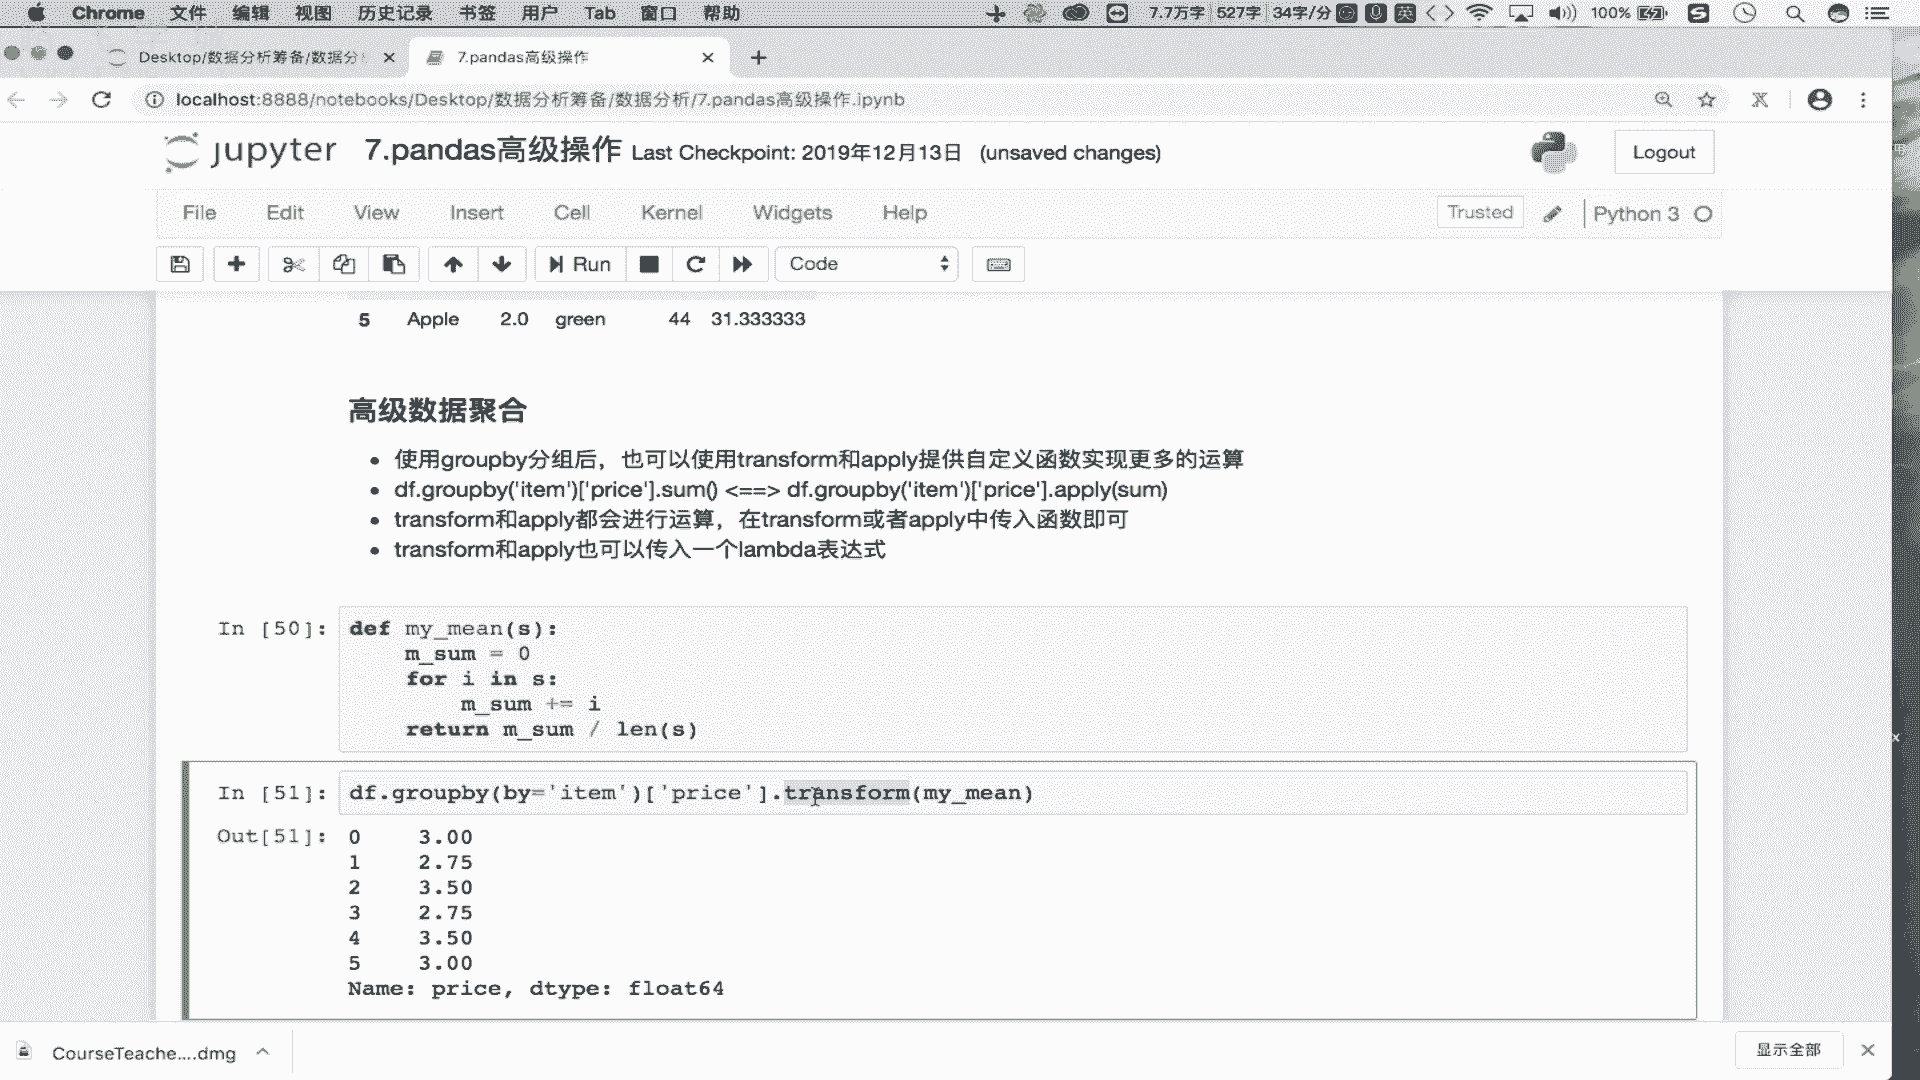 Chrome 文件 编辑 视图 历史记录 书签 用户 Tab 窗口 帮助 7.7万字 527字 34字/分 英 100%
Desktop/数据分析筹备/数据分 7.pandas高级操作
localhost:8888/notebooks/Desktop/数据分析筹备/数据分析/7.pandas高级操作.ipynb
jupyter 7.pandas高级操作 Last Checkpoint: 2019年12月13日 (unsaved changes) Logout
File Edit View Insert Cell Kernel Widgets Help Trusted Python 3
Run Code
5 Apple 2.0 green 44 31.333333
高级数据聚合
使用groupby分组后，也可以使用transform和apply提供自定义函数实现更多的运算
df.groupby('item')['price'].sum() <==> df.groupby('item')['price'].apply(sum)
transform和apply都会进行运算，在transform或者apply中传入函数即可
transform和apply也可以传入一个lambda表达式
In [50]: def my_mean(s):
m_sum = 0
for i in s:
m_sum += i
return m_sum / len(s)
In [51]: df.groupby(by='item')['price'].transform(my_mean)
Out[51]: 0 3.00
1 2.75
2 3.50
3 2.75
4 3.50
5 3.00
Name: price, dtype: float64
CourseTeache....dmg 显示全部